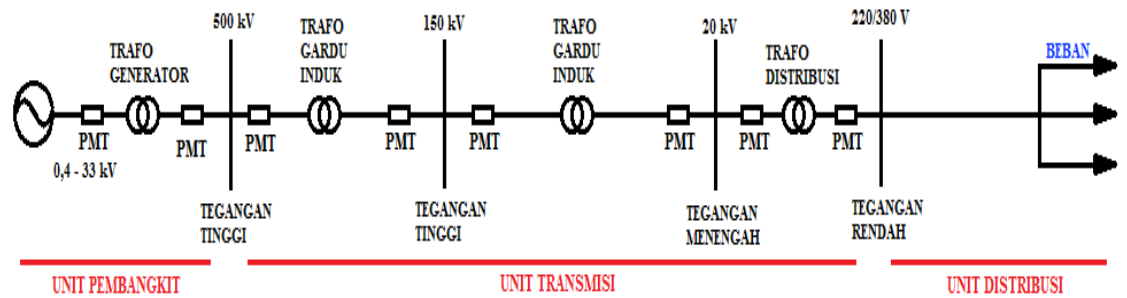 500 kV
150 kV
20 kV
220/380 V
TRAFO
GENERATOR
TRAFO
GARDU
INDUK
TRAFO
GARDU
INDUK
TRAFO
DISTRIBUSI
BEBAN
PMT
PMT
PMT
PMT
PMT
PMT
PMT
PMT
0,4 - 33 kV
TEGANGAN
TINGGI
TEGANGAN
TINGGI
TEGANGAN
MENENGAH
TEGANGAN
RENDAH
UNIT PEMBANGKIT
UNIT TRANSMISI
UNIT DISTRIBUSI